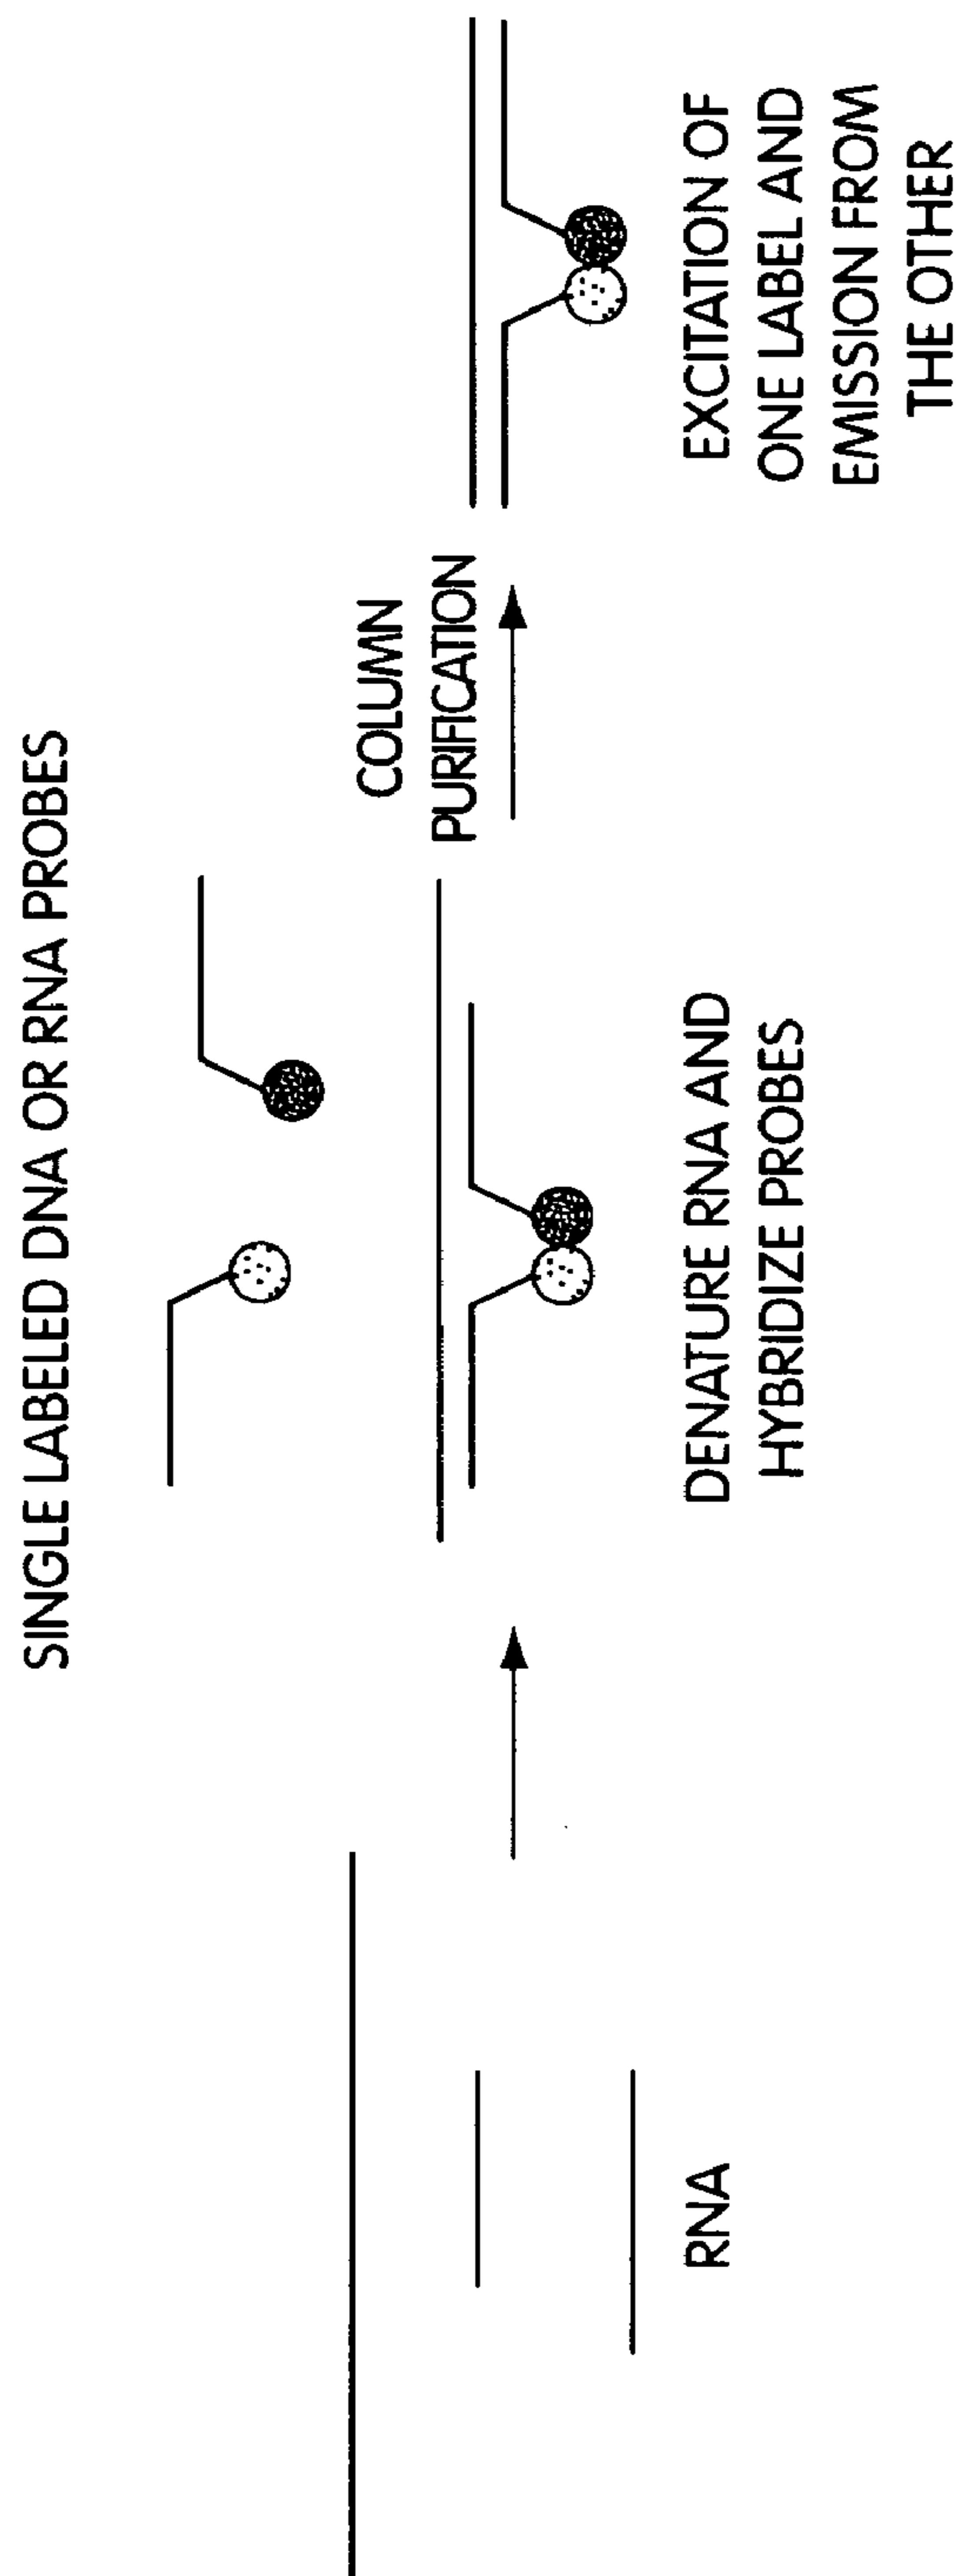 SINGLE LABELED DNA OR RNA PROBES
RNA
DENATURE RNA AND
HYBRIDIZE PROBES
COLUMN
PURIFICATION
EXCITATION OF
ONE LABEL AND
EMISSION FROM
THE OTHER